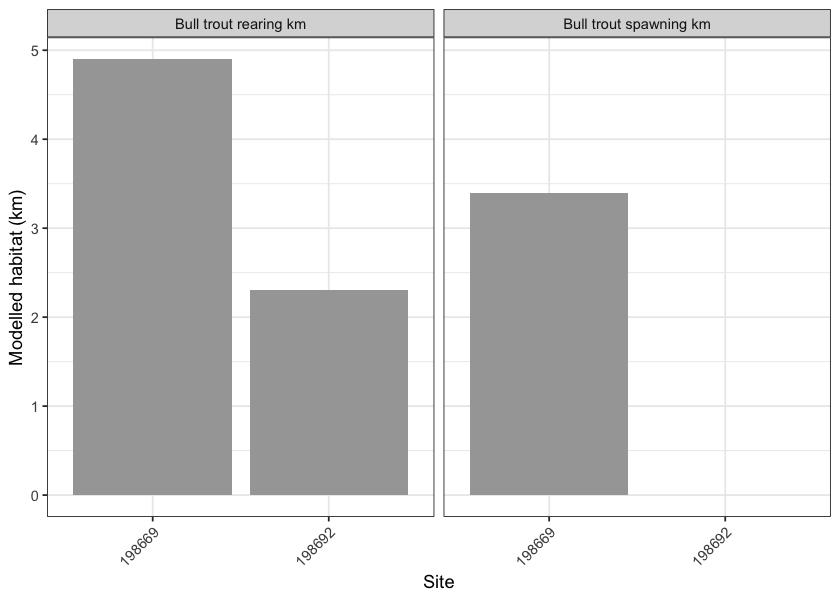 Bull trout rearing km
Bull trout spawning km
Modelled habitat (km)
5
4
3
2
1
0
198669
198692
198669
198692
Site